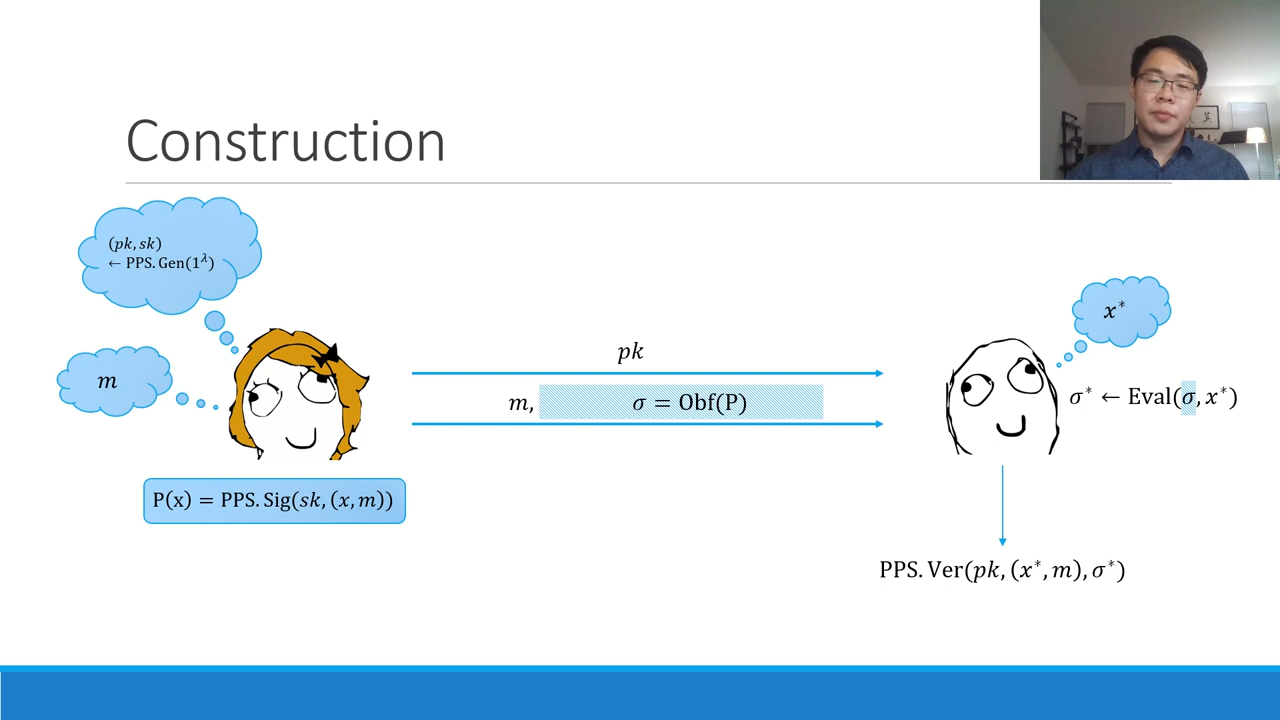 Construction
(pk, sk)
← PPS.Gen(1^λ)
m
pk
m, σ = Obf(P)
x*
σ* ← Eval(σ, x*)
P(x) = PPS.Sig(sk, (x, m))
PPS.Ver(pk, (x*, m), σ*)